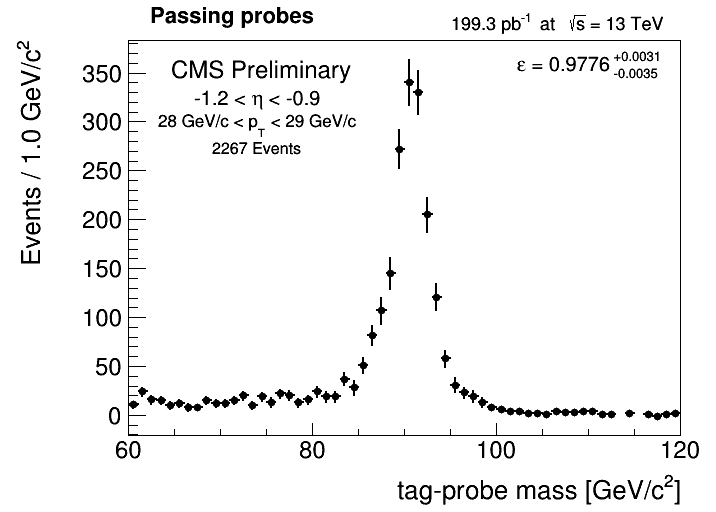 Passing probes
199.3 pb⁻¹ at √s = 13 TeV
CMS Preliminary
-1.2 < η < -0.9
28 GeV/c < p_T < 29 GeV/c
2267 Events
ε = 0.9776 +0.0031 -0.0035
Events / 1.0 GeV/c²
350
300
250
200
150
100
50
0
60 80 100 120
tag-probe mass [GeV/c²]